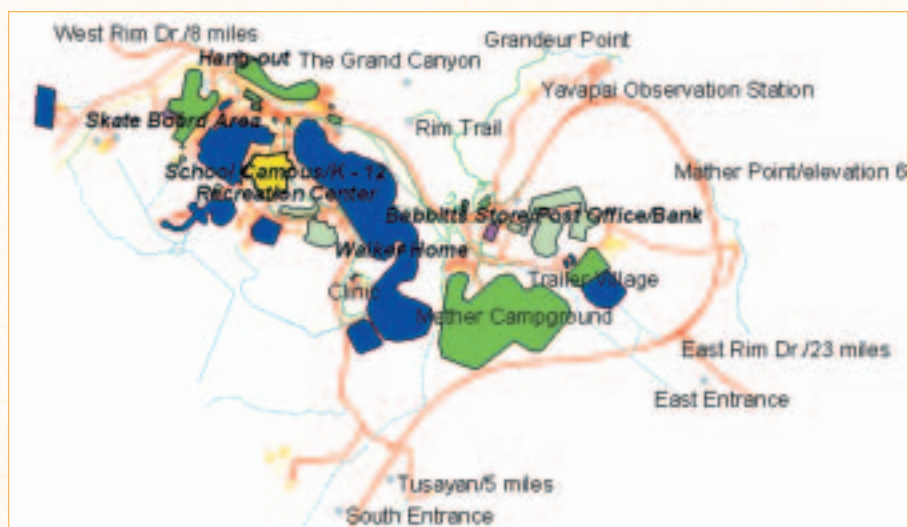 West Rim Dr./8 miles
Hang-out
The Grand Canyon
Grandeur Point
Yavapai Observation Station
Skate Board Area
Rim Trail
School Campus/K - 12
Mather Point/elevation 6
Recreation Center
Babbitts Store/Post Office/Bank
Walker Home
Clinic
Trailer Village
Mather Campground
East Rim Dr./23 miles
East Entrance
Tusayan/5 miles
South Entrance